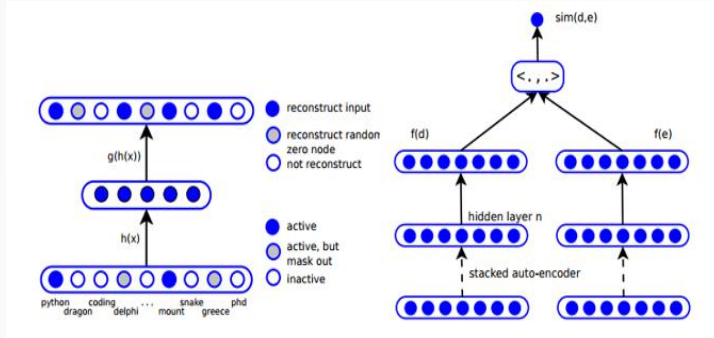 reconstruct input
reconstruct random
zero node
not reconstruct
g(h(x))
h(x)
active
active, but
mask out
inactive
python
dragon
coding
delphi
...
mount
snake
greece
phd
sim(d,e)
<.,.>
f(d)
f(e)
hidden layer n
stacked auto-encoder